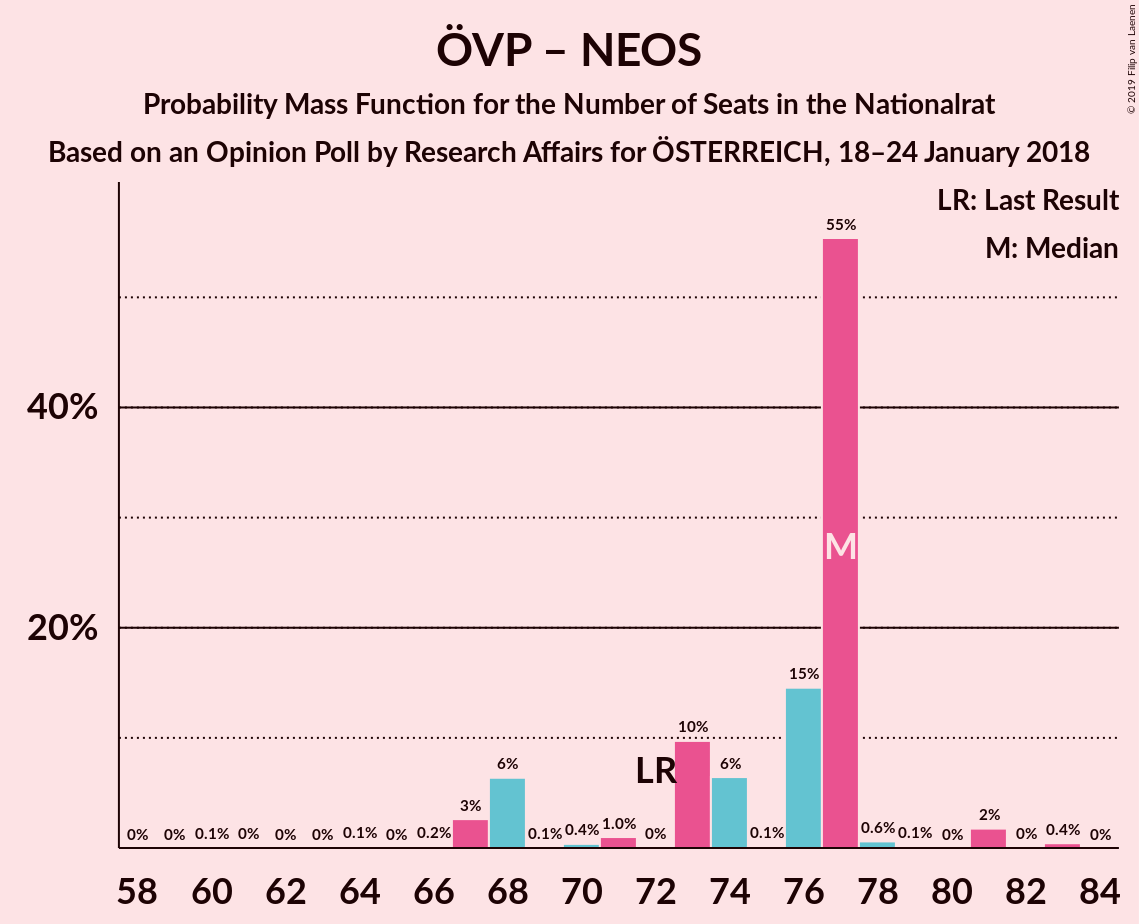 © 2019 Filip van Laenen
ÖVP – NEOS
Probability Mass Function for the Number of Seats in the Nationalrat
Based on an Opinion Poll by Research Affairs for ÖSTERREICH, 18–24 January 2018
LR: Last Result
M: Median
55%
40%
M
20%
15%
10%
LR
6% 6%
3% 2%
0% 0% 0.1% 0% 0% 0% 0.1% 0% 0.2% 0.1% 0.4% 1.0% 0% 0.1% 0.6% 0.1% 0% 0% 0.4% 0%
58 60 62 64 66 68 70 72 74 76 78 80 82 84